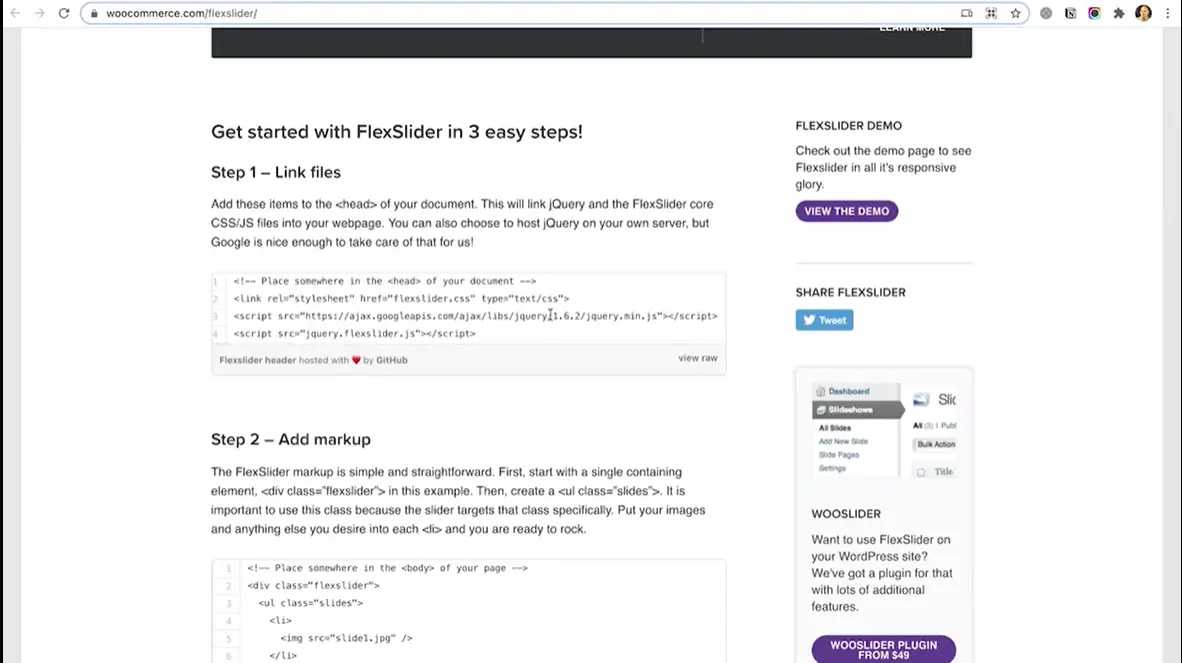 woocommerce.com/flexslider/
LEARN MORE
Get started with FlexSlider in 3 easy steps!
Step 1 – Link files
Add these items to the <head> of your document. This will link jQuery and the FlexSlider core
CSS/JS files into your webpage. You can also choose to host jQuery on your own server, but
Google is nice enough to take care of that for us!
1 <!-- Place somewhere in the <head> of your document -->
2 <link rel="stylesheet" href="flexslider.css" type="text/css">
3 <script src="https://ajax.googleapis.com/ajax/libs/jquery/1.6.2/jquery.min.js"></script>
4 <script src="jquery.flexslider.js"></script>
Flexslider header hosted with ❤ by GitHub
view raw
Step 2 – Add markup
The FlexSlider markup is simple and straightforward. First, start with a single containing
element, <div class="flexslider"> in this example. Then, create a <ul class="slides">. It is
important to use this class because the slider targets that class specifically. Put your images
and anything else you desire into each <li> and you are ready to rock.
1 <!-- Place somewhere in the <body> of your page -->
2 <div class="flexslider">
3 <ul class="slides">
4 <li>
5 <img src="slide1.jpg" />
6 </li>
FLEXSLIDER DEMO
Check out the demo page to see
Flexslider in all it's responsive
glory.
VIEW THE DEMO
SHARE FLEXSLIDER
Tweet
Dashboard
Slideshows
All Slides
Add New Slide
Slide Pages
Settings
Slic
All (3) | Publ
Bulk Action
Title
WOOSLIDER
Want to use FlexSlider on
your WordPress site?
We've got a plugin for that
with lots of additional
features.
WOOSLIDER PLUGIN
FROM $49